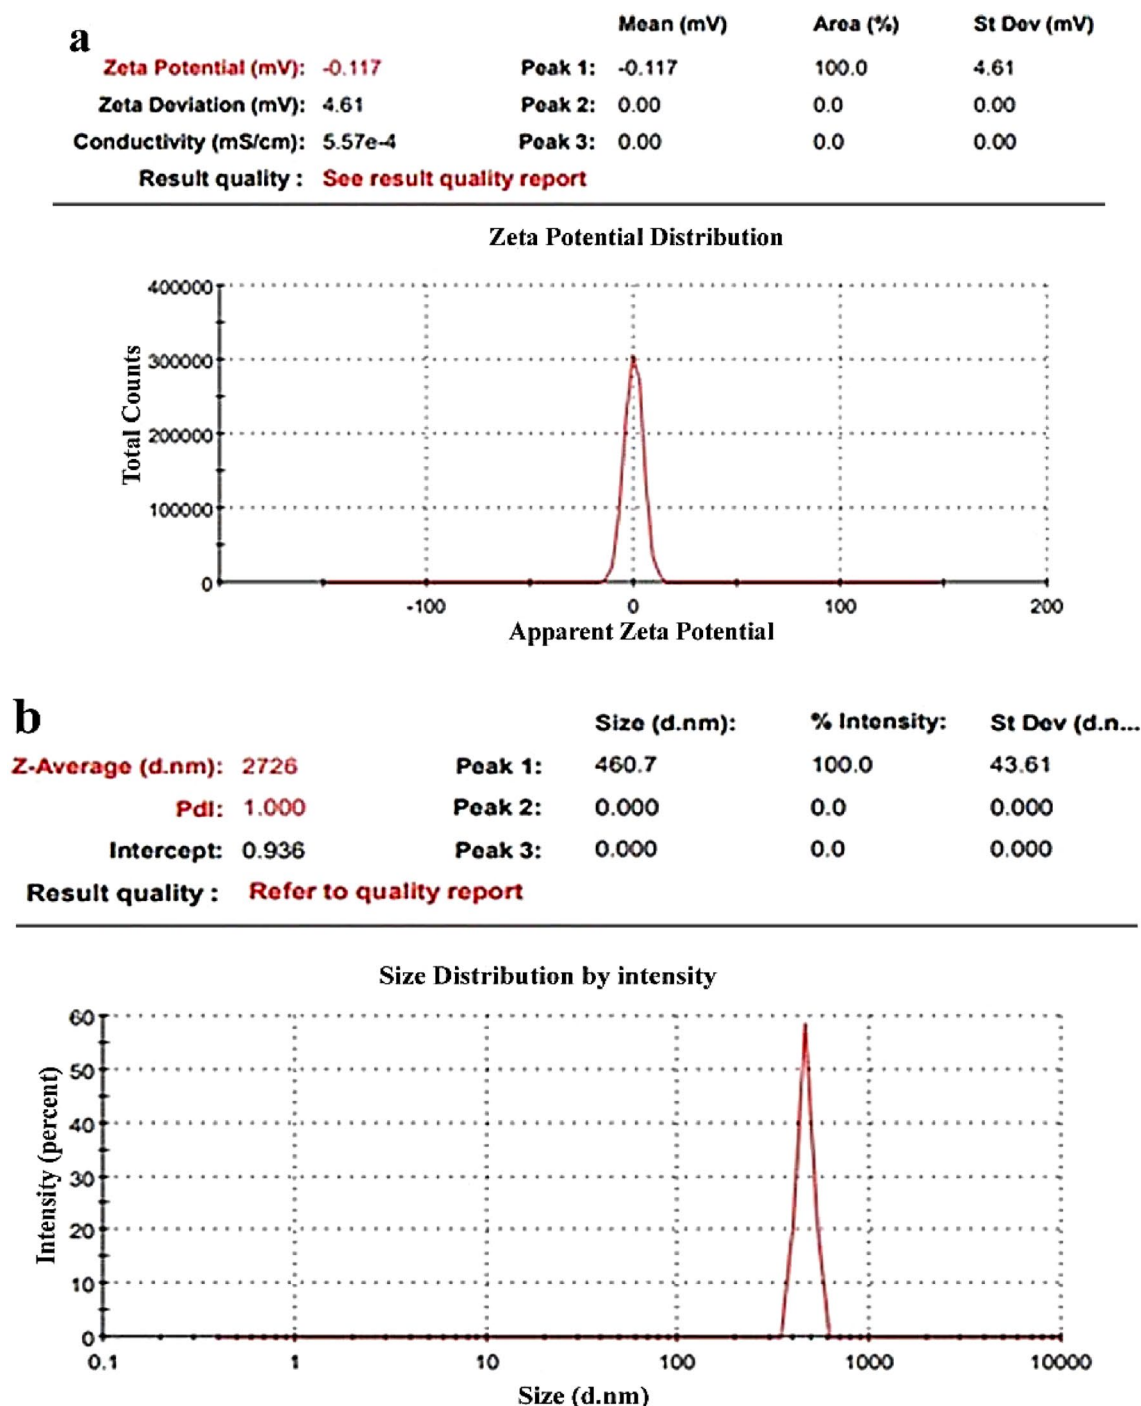 a
Mean (mV) Area (%) St Dev (mV)
Zeta Potential (mV): -0.117 Peak 1: -0.117 100.0 4.61
Zeta Deviation (mV): 4.61 Peak 2: 0.00 0.0 0.00
Conductivity (mS/cm): 5.57e-4 Peak 3: 0.00 0.0 0.00
Result quality : See result quality report
Zeta Potential Distribution
400000
300000
200000
100000
0
Total Counts
-100 0 100 200
Apparent Zeta Potential
b
Size (d.nm): % Intensity: St Dev (d.n...
Z-Average (d.nm): 2726 Peak 1: 460.7 100.0 43.61
PdI: 1.000 Peak 2: 0.000 0.0 0.000
Intercept: 0.936 Peak 3: 0.000 0.0 0.000
Result quality : Refer to quality report
Size Distribution by intensity
60
50
40
30
20
10
0
Intensity (percent)
0.1 1 10 100 1000 10000
Size (d.nm)